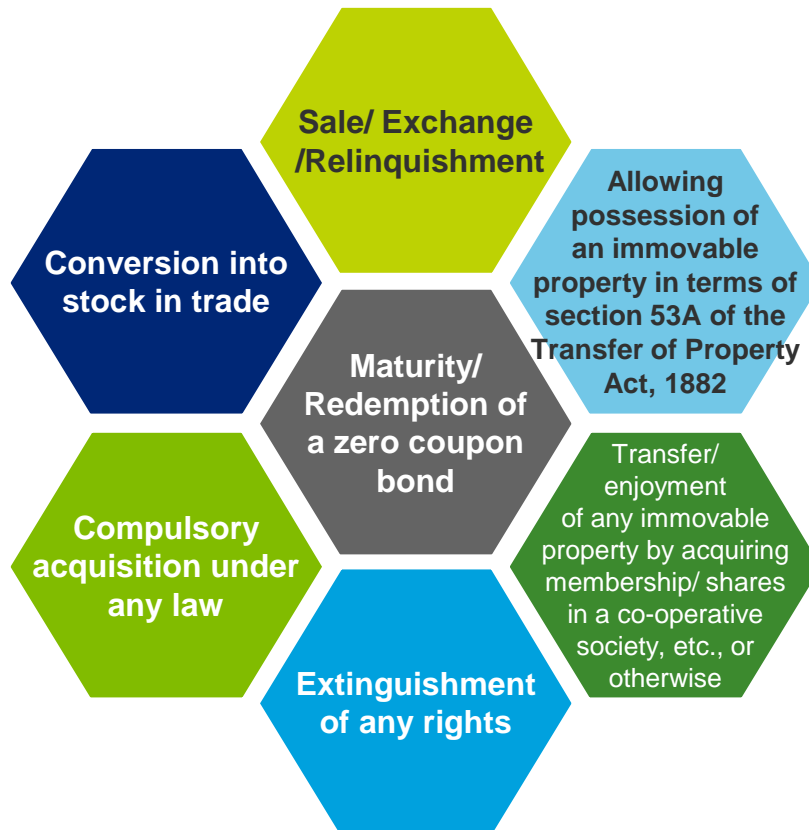 Sale/ Exchange
/Relinquishment
Allowing
possession of
an immovable
property in terms of
section 53A of the
Transfer of Property
Act, 1882
Conversion into
stock in trade
Maturity/
Redemption of
a zero coupon
bond
Transfer/
enjoyment
of any immovable
property by acquiring
membership/ shares
in a co-operative
society, etc., or
otherwise
Compulsory
acquisition under
any law
Extinguishment
of any rights